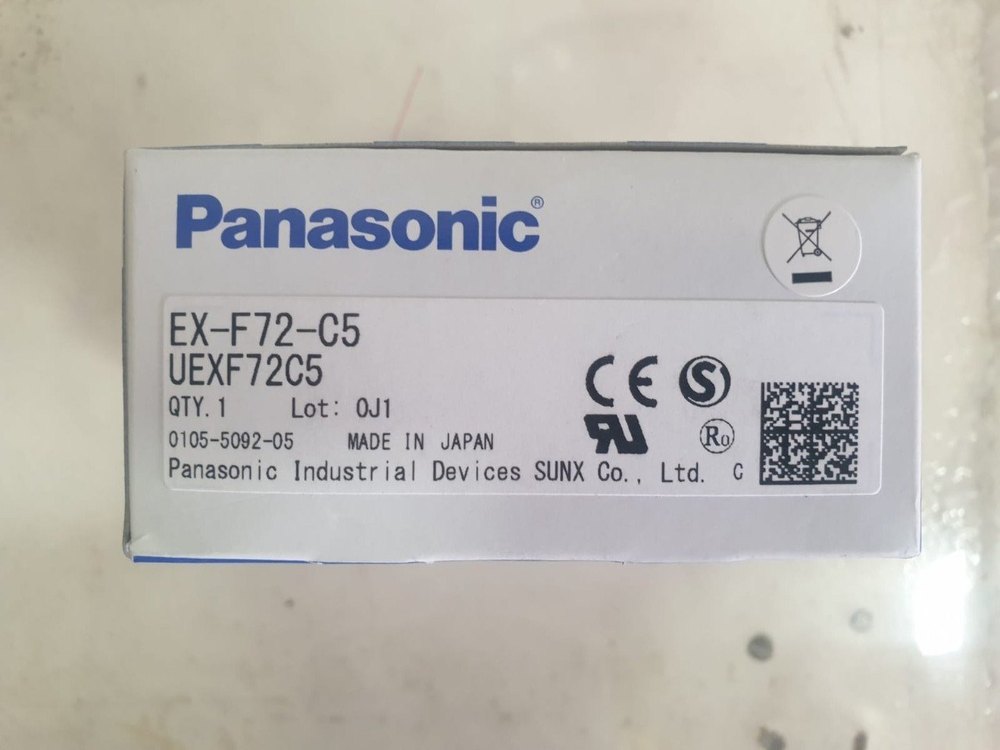 Panasonic®
EX-F72-C5
UEXF72C5
QTY.1 Lot: 0J1
0105-5092-05 MADE IN JAPAN
Panasonic Industrial Devices SUNX Co., Ltd. C
CE S
RU Ro